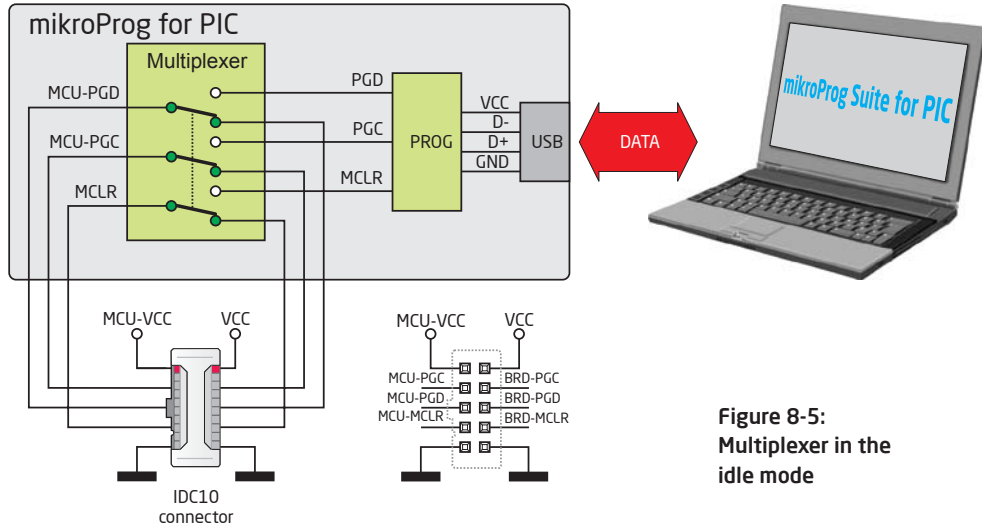 mikroProg for PIC
Multiplexer
MCU-PGD
MCU-PGC
MCLR
PGD
PGC
MCLR
PROG
VCC
D-
D+
GND
USB
DATA
mikroProg Suite for PIC
MCU-VCC
VCC
IDC10
connector
MCU-VCC
VCC
MCU-PGC
BRD-PGC
MCU-PGD
BRD-PGD
MCU-MCLR
BRD-MCLR
Figure 8-5:
Multiplexer in the
idle mode